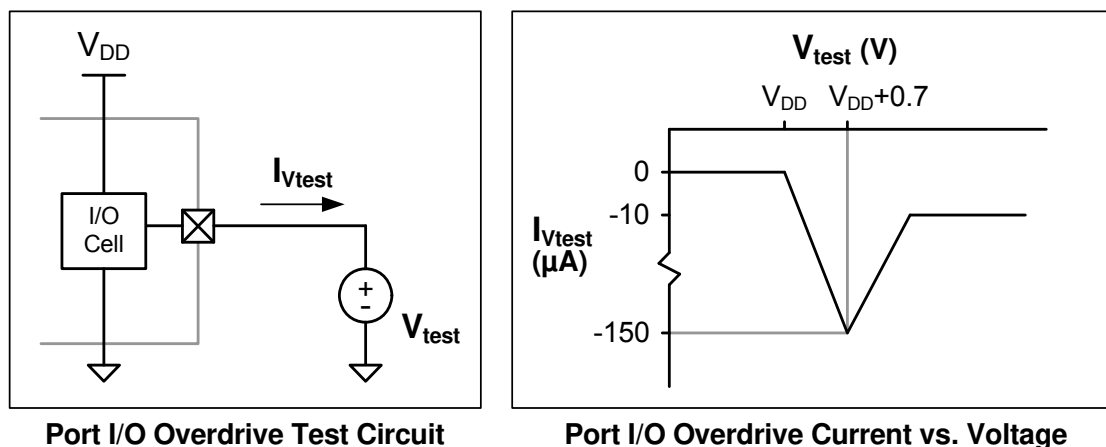 V_DD
I/O
Cell
I_Vtest
+
-
V_test
Port I/O Overdrive Test Circuit
V_test (V)
V_DD V_DD+0.7
0
-10
I_Vtest
(µA)
-150
Port I/O Overdrive Current vs. Voltage